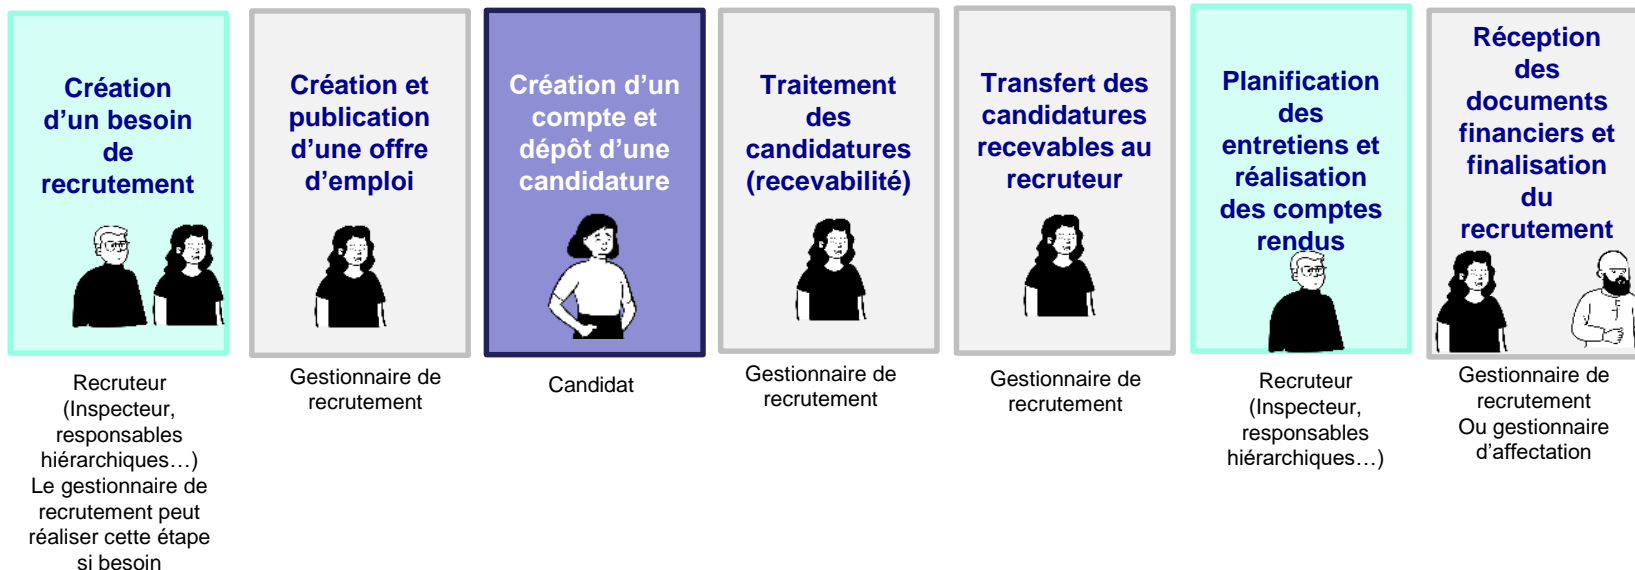 Création
d'un besoin
de
recrutement
Création et
publication
d'une offre
d'emploi
Création d'un
compte et
dépôt d'une
candidature
Traitement
des
candidatures
(recevabilité)
Transfert des
candidatures
recevables au
recruteur
Planification
des
entretiens et
réalisation
des comptes
rendus
Réception
des
documents
financiers et
finalisation
du
recrutement
Recruteur
(Inspecteur,
responsables
hiérarchiques…)
Le gestionnaire de
recrutement peut
réaliser cette étape
si besoin
Gestionnaire de
recrutement
Candidat
Gestionnaire de
recrutement
Gestionnaire de
recrutement
Recruteur
(Inspecteur,
responsables
hiérarchiques…)
Gestionnaire de
recrutement
Ou gestionnaire
d'affectation